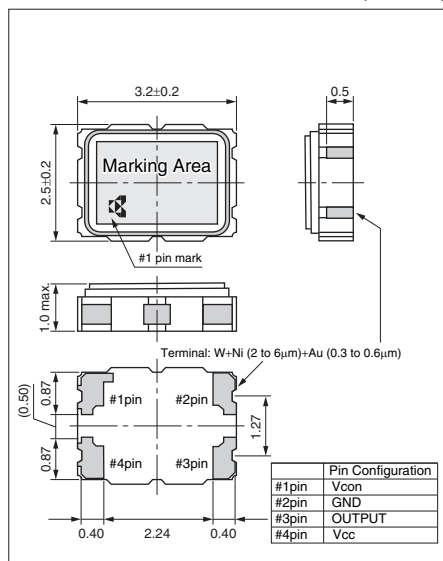 3.2±0.2
0.5
2.5±0.2
Marking Area
#1 pin mark
1.0 max.
Terminal: W+Ni (2 to 6μm)+Au (0.3 to 0.6μm)
(0.50)
0.87
0.87
#1pin
#2pin
#4pin
#3pin
1.27
0.40
2.24
0.40
Pin Configuration
#1pin Vcon
#2pin GND
#3pin OUTPUT
#4pin Vcc